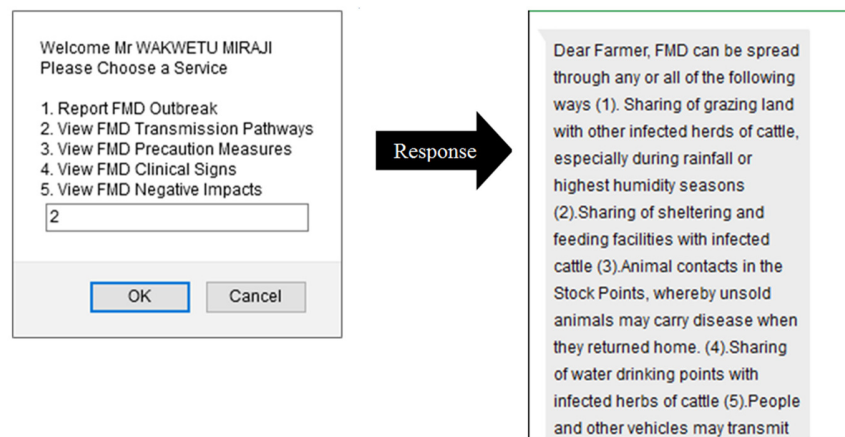 Welcome Mr WAKWETU MIRAJI
Please Choose a Service
1. Report FMD Outbreak
2. View FMD Transmission Pathways
3. View FMD Precaution Measures
4. View FMD Clinical Signs
5. View FMD Negative Impacts
2
OK Cancel
Response
Dear Farmer, FMD can be spread
through any or all of the following
ways (1). Sharing of grazing land
with other infected herds of cattle,
especially during rainfall or
highest humidity seasons
(2).Sharing of sheltering and
feeding facilities with infected
cattle (3).Animal contacts in the
Stock Points, whereby unsold
animals may carry disease when
they returned home. (4).Sharing
of water drinking points with
infected herbs of cattle (5).People
and other vehicles may transmit